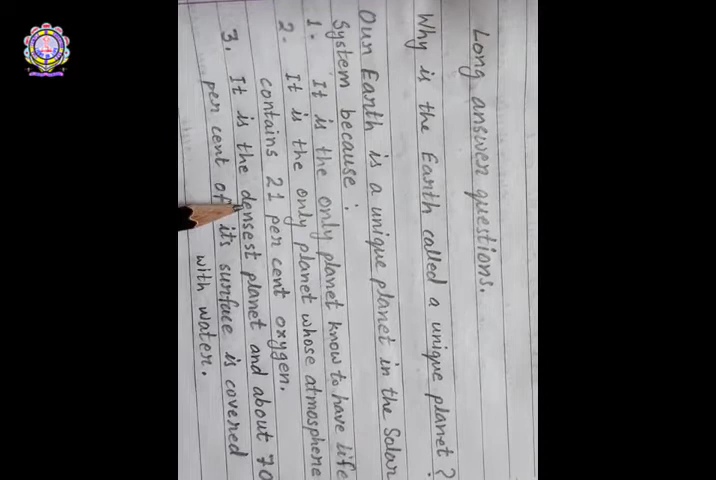 Long answer questions.
Why is the Earth called a unique planet?
Our Earth is a unique planet in the Solar
System because :
1. It is the only planet know to have life
2. It is the only planet whose atmosphere
contains 21 per cent oxygen.
3. It is the densest planet and about 70
per cent of its surface is covered
with water.